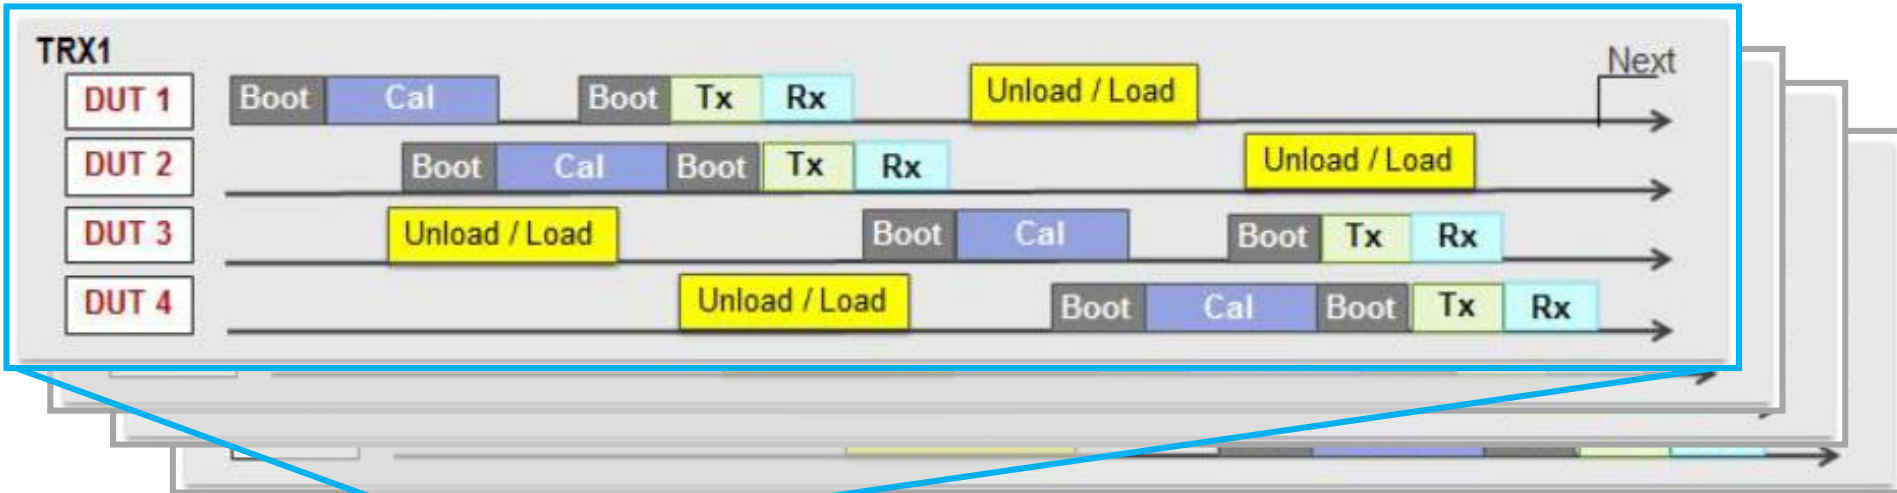 TRX1
Next
DUT 1 Boot Cal Boot Tx Rx Unload / Load
DUT 2 Boot Cal Boot Tx Rx Unload / Load
DUT 3 Unload / Load Boot Cal Boot Tx Rx
DUT 4 Unload / Load Boot Cal Boot Tx Rx